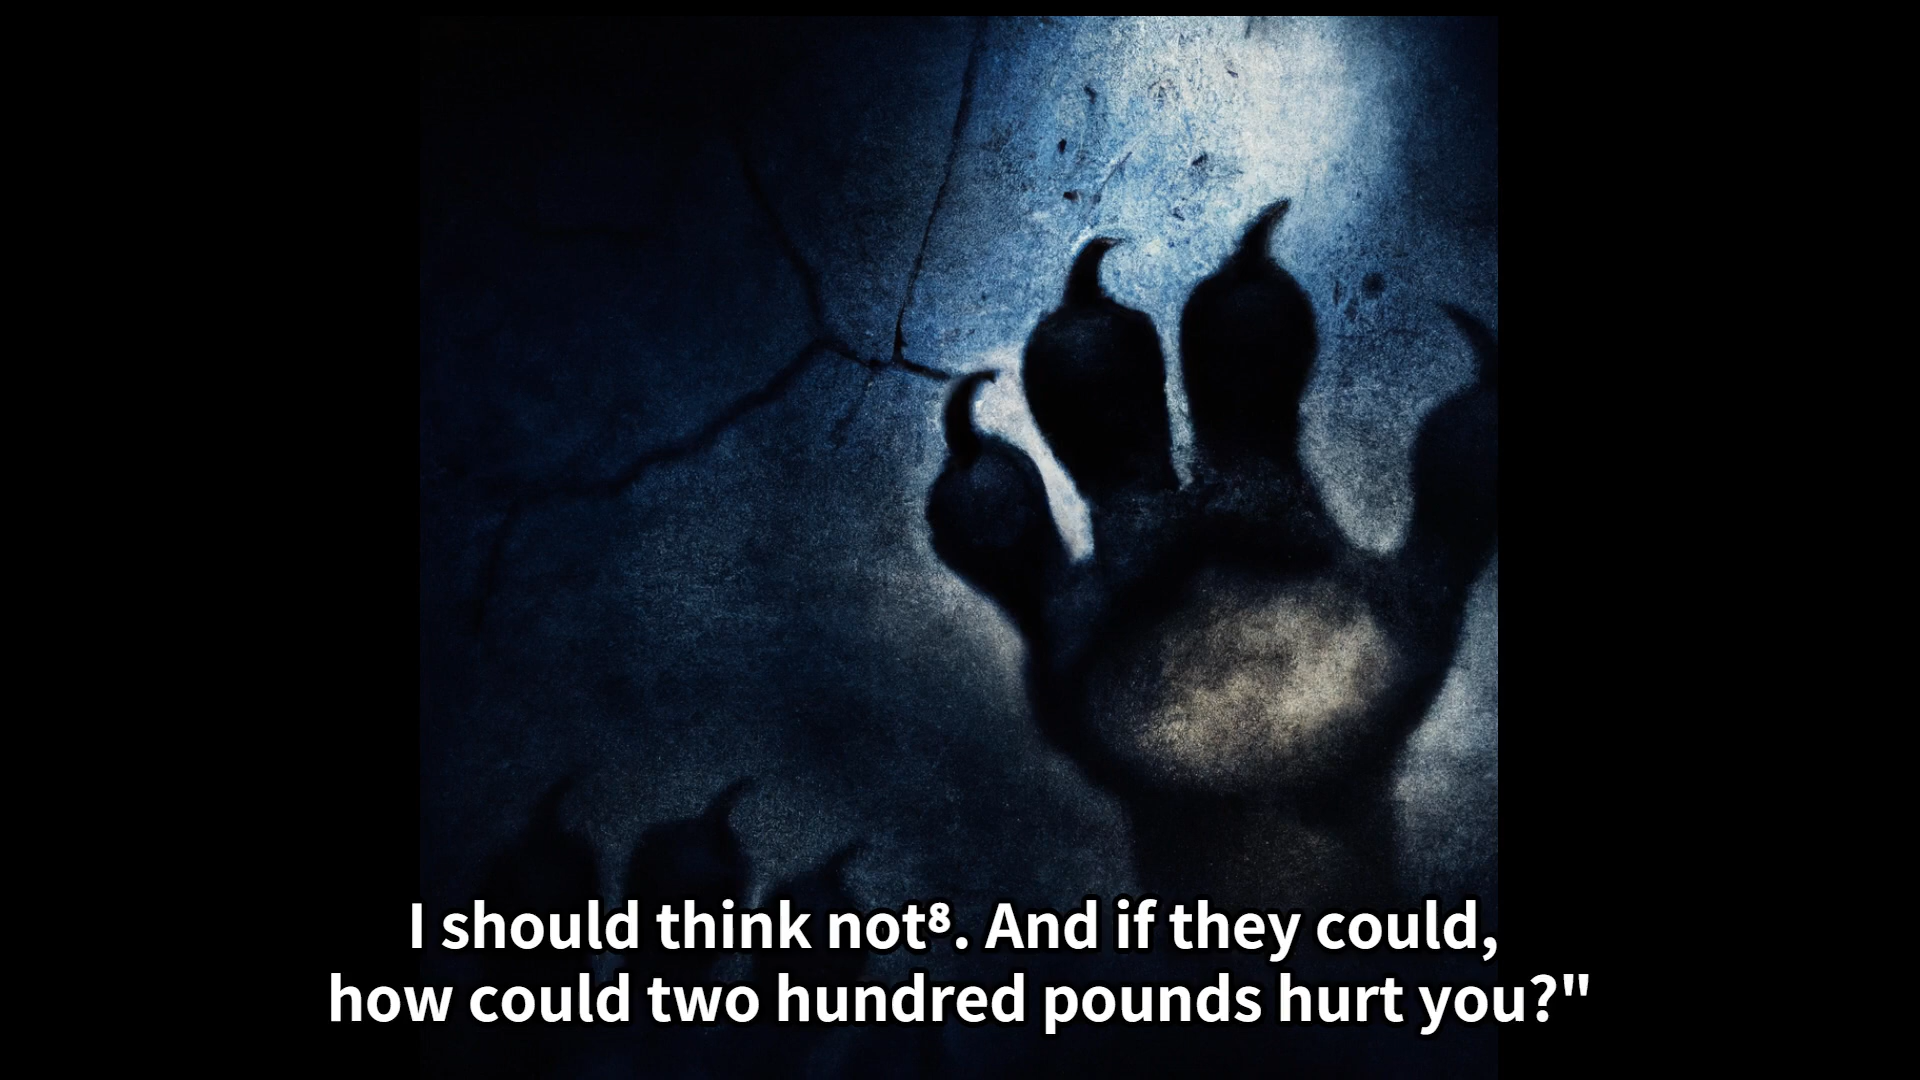 I should think not⁸. And if they could,
how could two hundred pounds hurt you?"